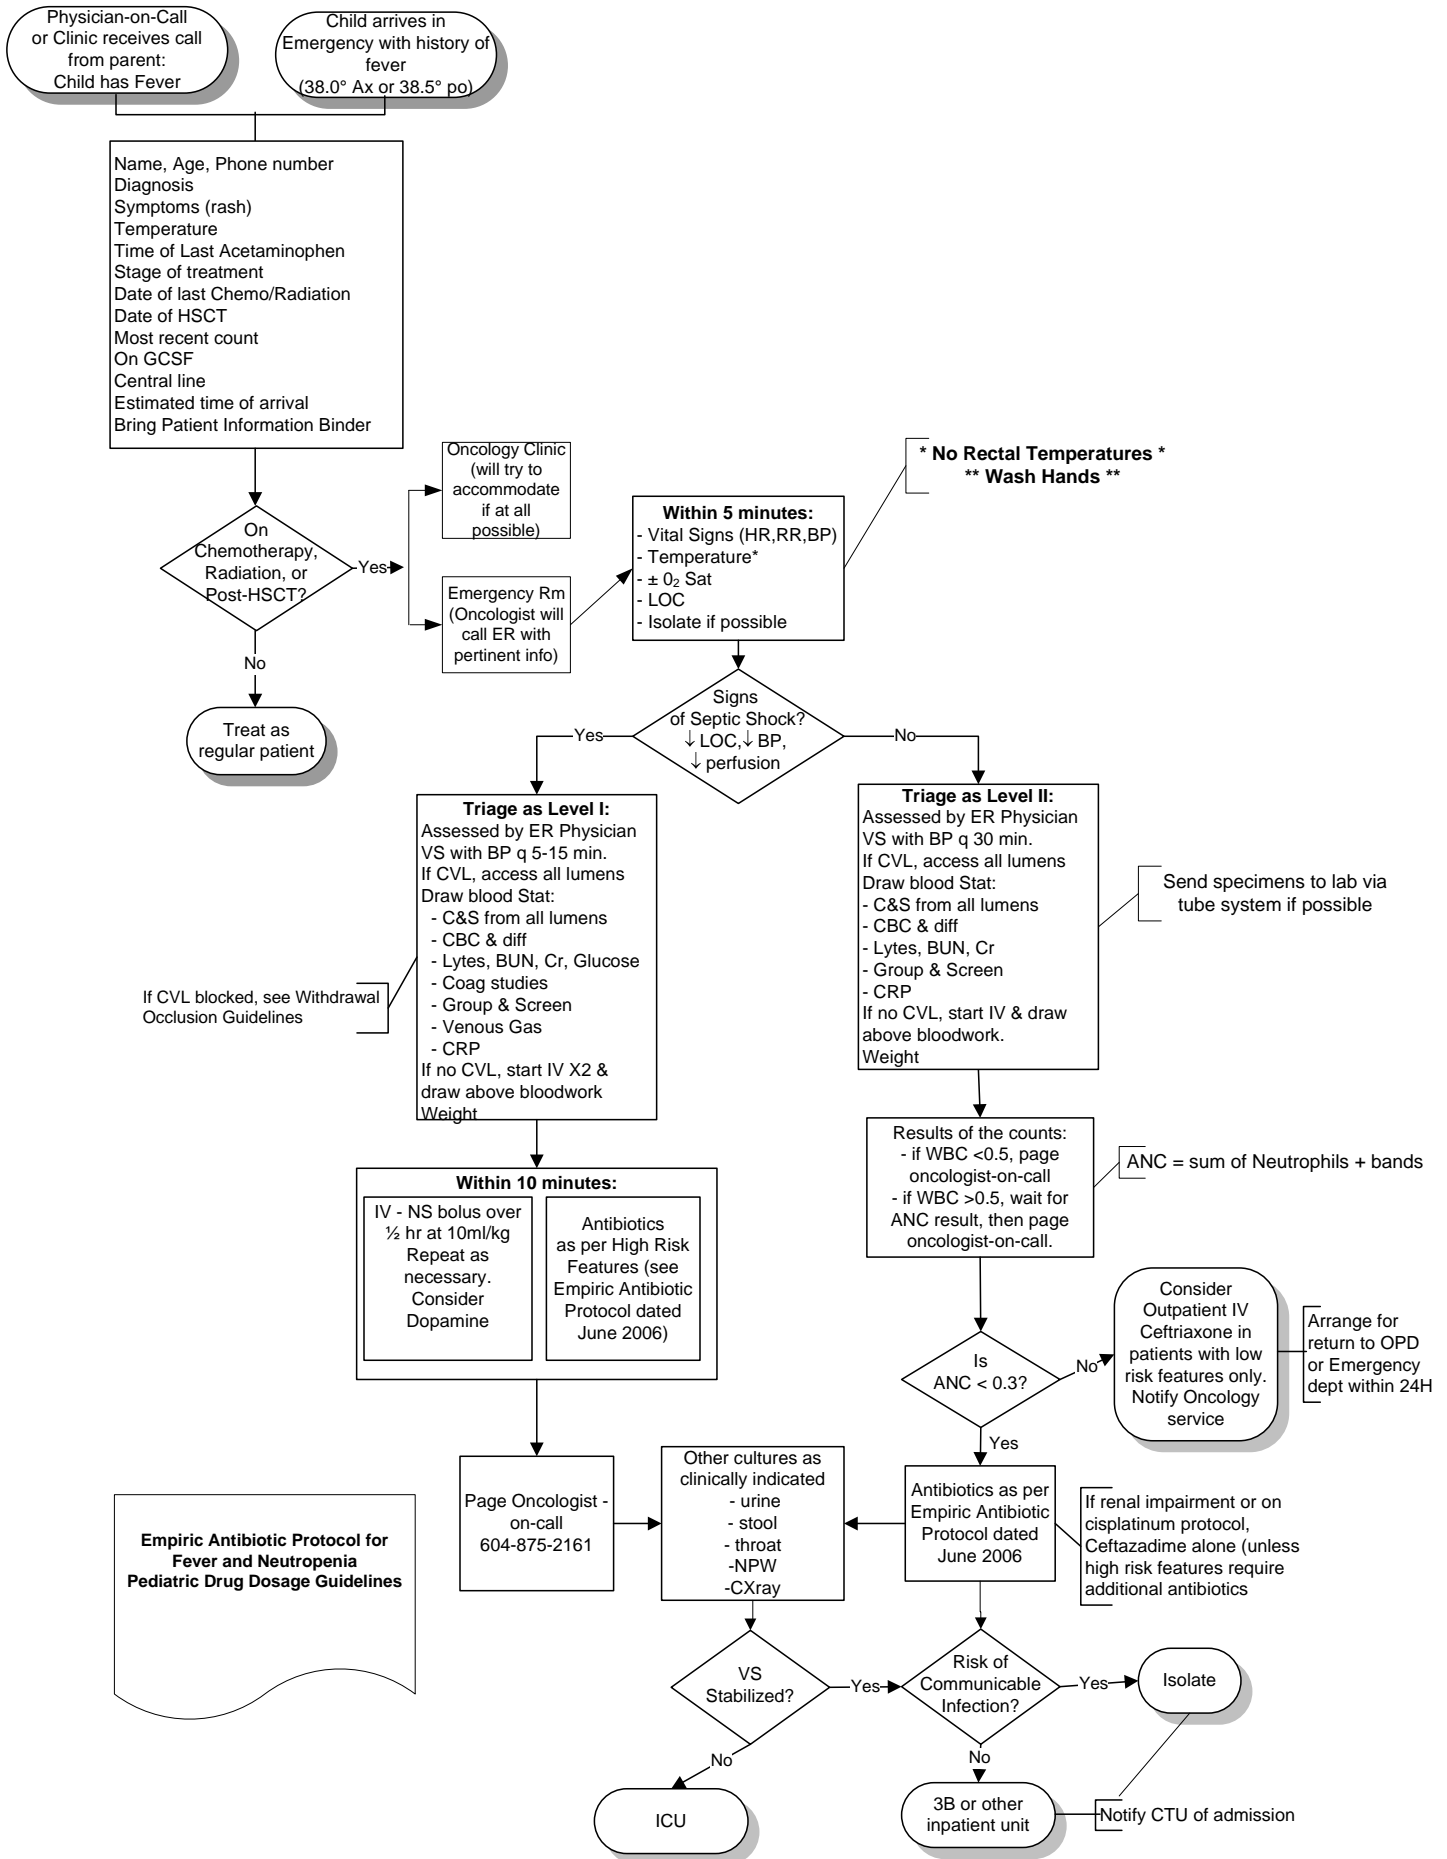 Physician-on-Call
or Clinic receives call
from parent:
Child has Fever
Child arrives in
Emergency with history of
fever
(38.0° Ax or 38.5° po)
Name, Age, Phone number
Diagnosis
Symptoms (rash)
Temperature
Time of Last Acetaminophen
Stage of treatment
Date of last Chemo/Radiation
Date of HSCT
Most recent count
On GCSF
Central line
Estimated time of arrival
Bring Patient Information Binder
On
Chemotherapy,
Radiation, or
Post-HSCT?
Yes
No
Treat as
regular patient
Oncology Clinic
(will try to
accommodate
if at all
possible)
Emergency Rm
(Oncologist will
call ER with
pertinent info)
Within 5 minutes:
- Vital Signs (HR,RR,BP)
- Temperature*
- ± 0₂ Sat
- LOC
- Isolate if possible
* No Rectal Temperatures *
** Wash Hands **
Signs
of Septic Shock?
↓ LOC,↓ BP,
↓ perfusion
Yes
No
Triage as Level I:
Assessed by ER Physician
VS with BP q 5-15 min.
If CVL, access all lumens
Draw blood Stat:
- C&S from all lumens
- CBC & diff
- Lytes, BUN, Cr, Glucose
- Coag studies
- Group & Screen
- Venous Gas
- CRP
If no CVL, start IV X2 &
draw above bloodwork
Weight
If CVL blocked, see Withdrawal
Occlusion Guidelines
Triage as Level II:
Assessed by ER Physician
VS with BP q 30 min.
If CVL, access all lumens
Draw blood Stat:
- C&S from all lumens
- CBC & diff
- Lytes, BUN, Cr
- Group & Screen
- CRP
If no CVL, start IV & draw
above bloodwork.
Weight
Send specimens to lab via
tube system if possible
Within 10 minutes:
IV - NS bolus over
½ hr at 10ml/kg
Repeat as
necessary.
Consider
Dopamine
Antibiotics
as per High Risk
Features (see
Empiric Antibiotic
Protocol dated
June 2006)
Results of the counts:
- if WBC <0.5, page
oncologist-on-call
- if WBC >0.5, wait for
ANC result, then page
oncologist-on-call.
ANC = sum of Neutrophils + bands
Is
ANC < 0.3?
No
Yes
Consider
Outpatient IV
Ceftriaxone in
patients with low
risk features only.
Notify Oncology
service
Arrange for
return to OPD
or Emergency
dept within 24H
Page Oncologist -
on-call
604-875-2161
Other cultures as
clinically indicated
- urine
- stool
- throat
-NPW
-CXray
Antibiotics as per
Empiric Antibiotic
Protocol dated
June 2006
If renal impairment or on
cisplatinum protocol,
Ceftazadime alone (unless
high risk features require
additional antibiotics
Empiric Antibiotic Protocol for
Fever and Neutropenia
Pediatric Drug Dosage Guidelines
VS
Stabilized?
Yes
No
Risk of
Communicable
Infection?
Yes
No
Isolate
ICU
3B or other
inpatient unit
Notify CTU of admission